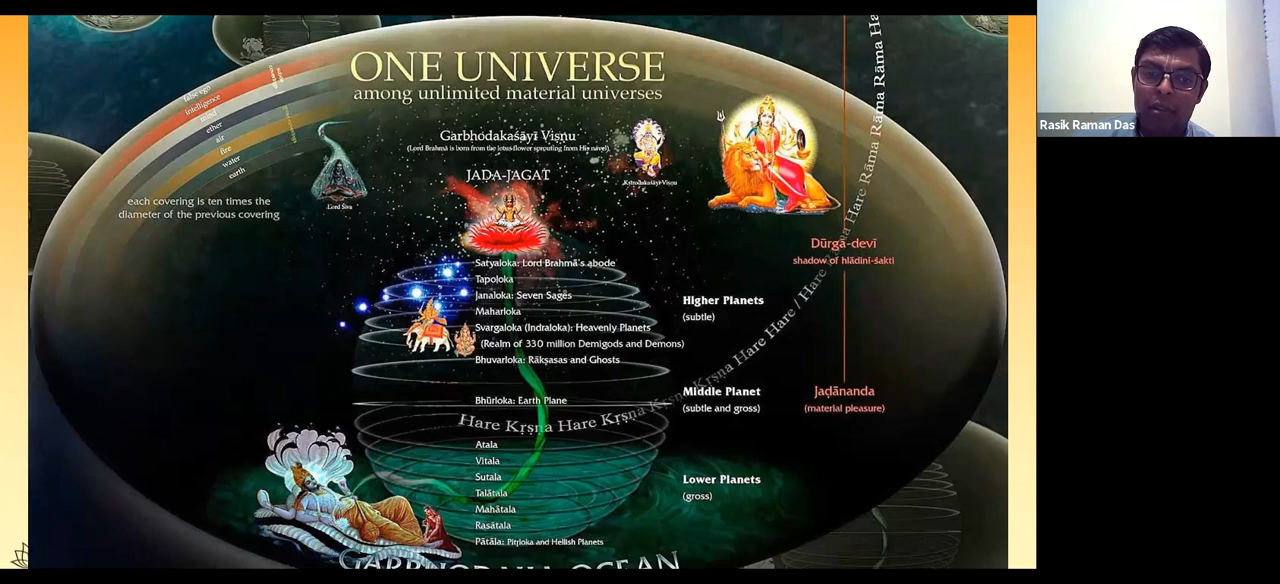 ONE UNIVERSE
among unlimited material universes
Rasik Raman Das
false ego
intelligence
mind
ether
air
fire
water
earth
each covering is ten times the
diameter of the previous covering
Garbhodakaśāyī Viṣṇu
(Lord Brahmā is born from the lotus flower sprouting from His navel)
JAḌA-JAGAT
Lord Śiva
Kṣīrodakaśāyī Viṣṇu
Satyaloka: Lord Brahmā's abode
Tapoloka
Janaloka: Seven Sages
Maharloka
Svargaloka (Indraloka): Heavenly Planets
(Realm of 330 million Demigods and Demons)
Bhuvarloka: Rākṣasas and Ghosts
Bhūrloka: Earth Plane
Atala
Vitala
Sutala
Talātala
Mahātala
Rasātala
Pātāla: Pitṛloka and Hellish Planets
Higher Planets
(subtle)
Middle Planet
(subtle and gross)
Lower Planets
(gross)
Dūrgā-devī
shadow of hlādinī-śakti
Jaḍānanda
(material pleasure)
Hare Kṛṣṇa Hare Kṛṣṇa Kṛṣṇa Kṛṣṇa Hare Hare / Hare Rāma Hare Rāma Rāma Rāma Ha
GARBHODAKA OCEAN